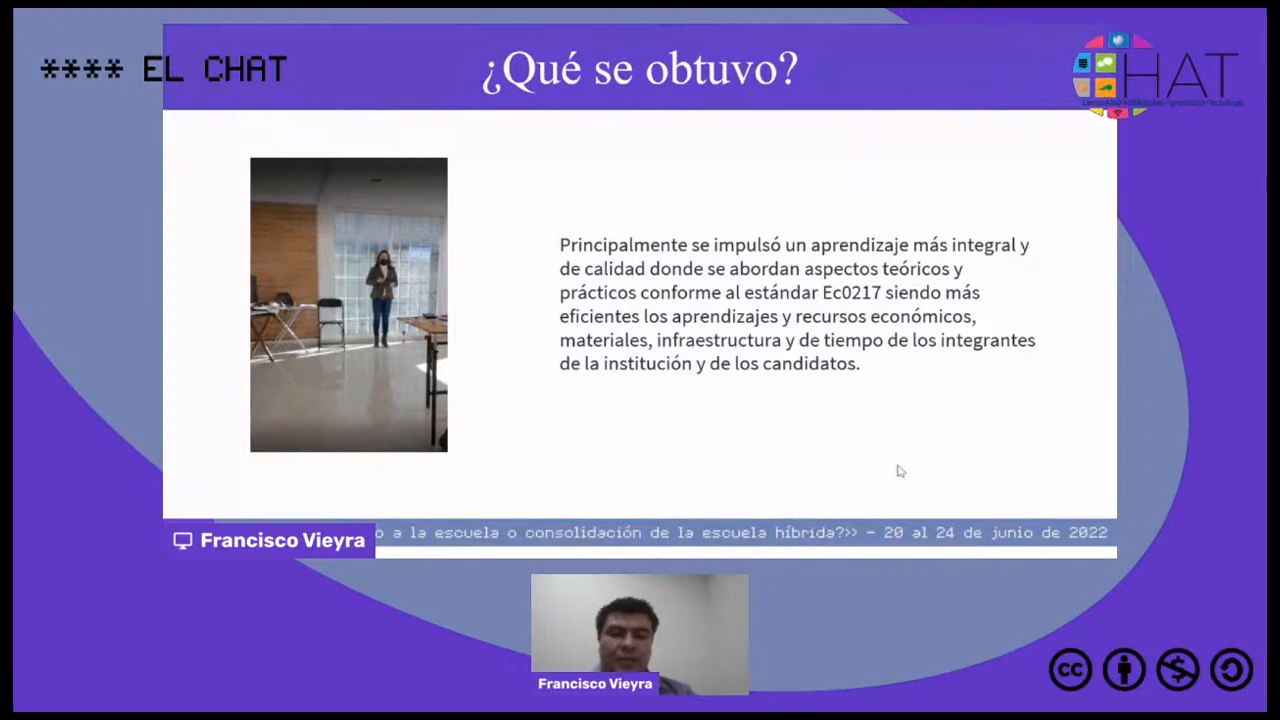 **** EL CHAT
¿Qué se obtuvo?
HAT
Principalmente se impulsó un aprendizaje más integral y
de calidad donde se abordan aspectos teóricos y
prácticos conforme al estándar Ec0217 siendo más
eficientes los aprendizajes y recursos económicos,
materiales, infraestructura y de tiempo de los integrantes
de la institución y de los candidatos.
Francisco Vieyra
o a la escuela o consolidación de la escuela híbrida?>> - 20 al 24 de junio de 2022
Francisco Vieyra
cc